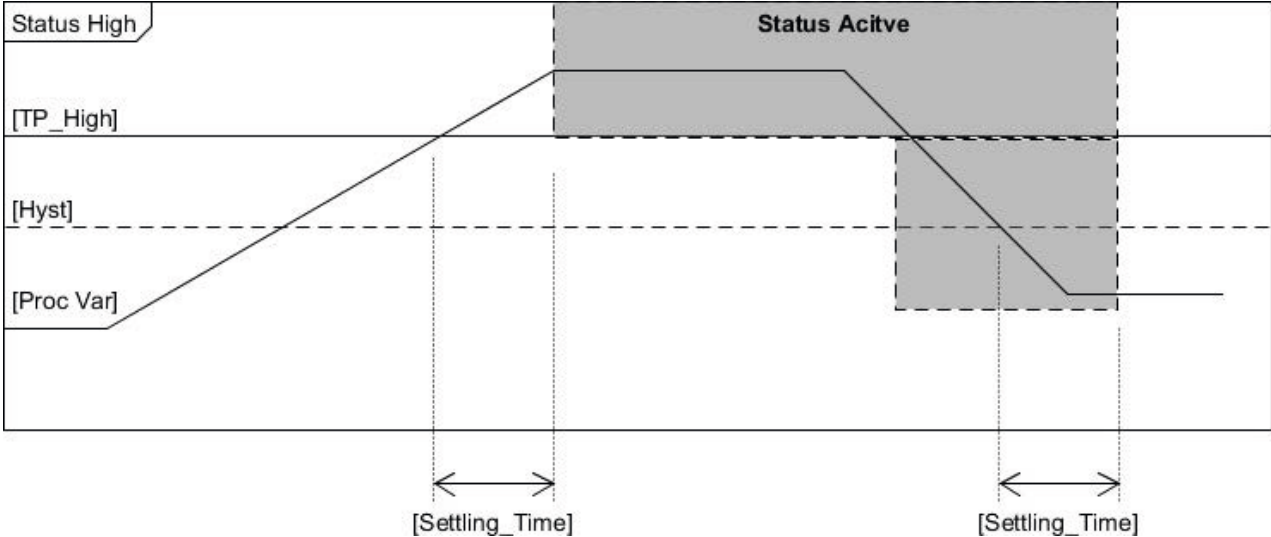 Status High
Status Acitve
[TP_High]
[Hyst]
[Proc Var]
[Settling_Time]
[Settling_Time]